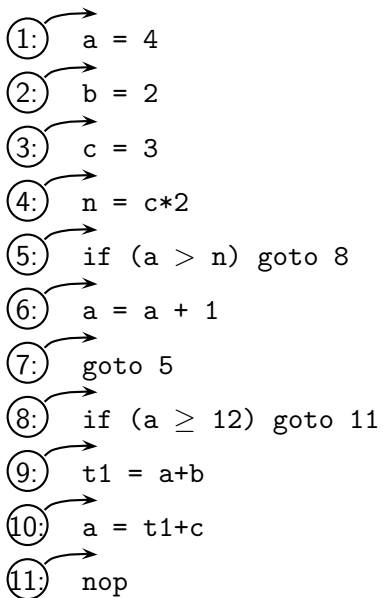 1: a = 4
2: b = 2
3: c = 3
4: n = c*2
5: if (a > n) goto 8
6: a = a + 1
7: goto 5
8: if (a ≥ 12) goto 11
9: t1 = a+b
10: a = t1+c
11: nop